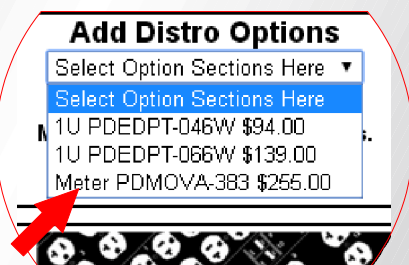 Add Distro Options
Select Option Sections Here
Select Option Sections Here
1U PDEDPT-046W $94.00
1U PDEDPT-066W $139.00
Meter PDMOVA-383 $255.00